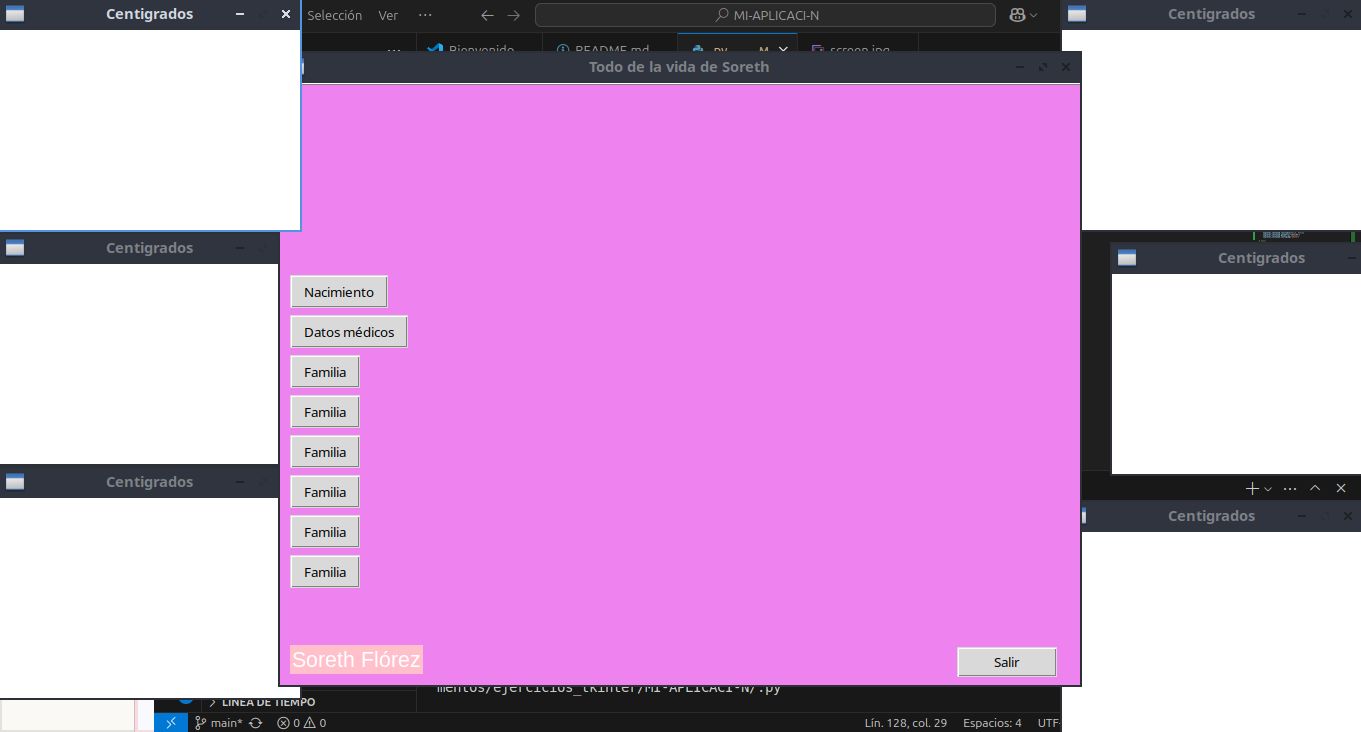 Centigrados
Selección Ver ···
MI-APLICACI-N
Centigrados
Bienvenido README.md .py M screen.jpg
Todo de la vida de Soreth
Centigrados
Centigrados
Nacimiento
Datos médicos
Familia
Familia
Familia
Familia
Familia
Familia
Centigrados
Centigrados
Soreth Flórez
Salir
mentos/ejercicios_tkinter/MI-APLICACI-N/.py
LÍNEA DE TIEMPO
main* 0 0
Lín. 128, col. 29 Espacios: 4 UTF-